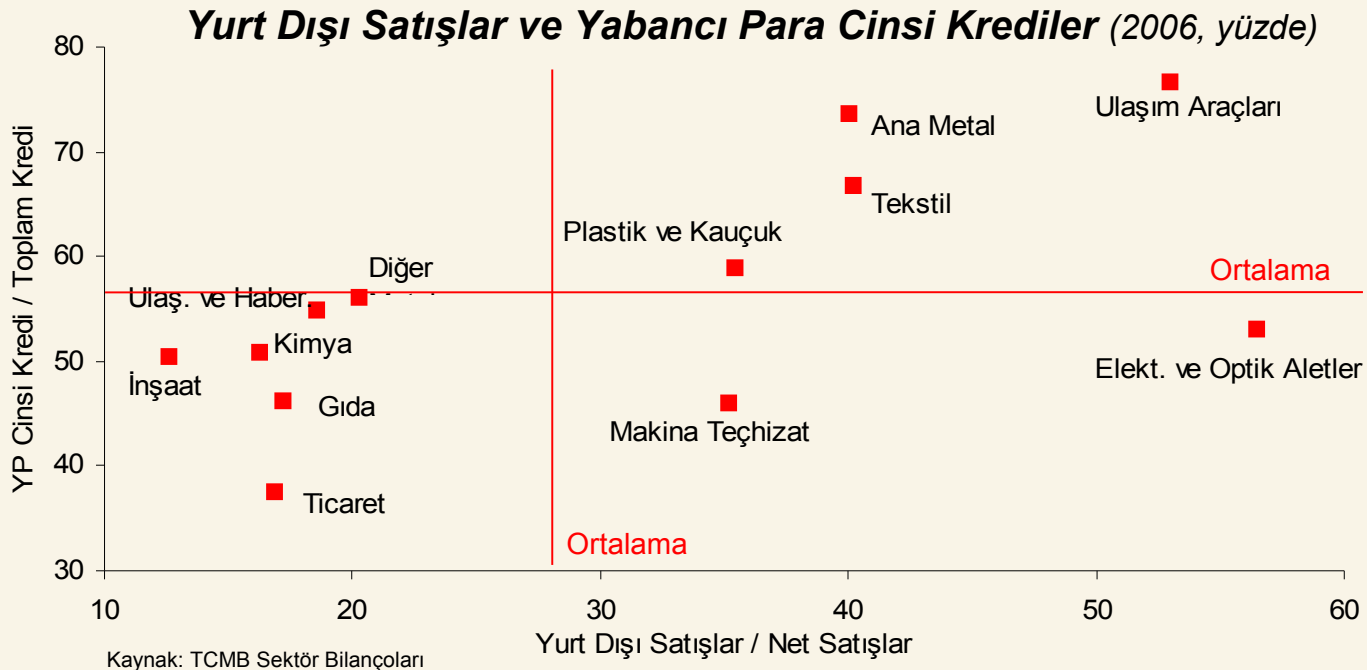 Yurt Dışı Satışlar ve Yabancı Para Cinsi Krediler (2006, yüzde)
YP Cinsi Kredi / Toplam Kredi
80
70
60
50
40
30
Ulaşım Araçları
Ana Metal
Tekstil
Plastik ve Kauçuk
Diğer
Ortalama
Ulaş. ve Haber.
Kimya
İnşaat
Elekt. ve Optik Aletler
Gıda
Makina Teçhizat
Ticaret
Ortalama
10
20
30
40
50
60
Yurt Dışı Satışlar / Net Satışlar
Kaynak: TCMB Sektör Bilançoları